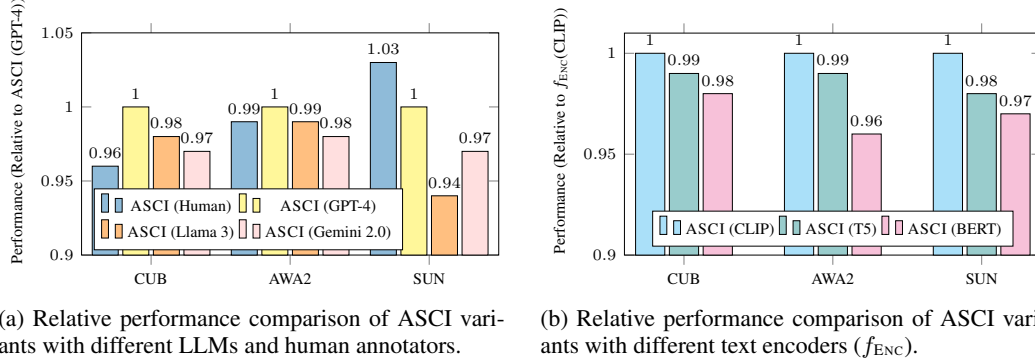 Performance (Relative to ASCI (GPT-4))
1.05
1
0.95
0.9
0.96
1
0.98
0.97
0.99
1
0.99
0.98
1.03
1
0.94
0.97
ASCI (Human) ASCI (GPT-4)
ASCI (Llama 3) ASCI (Gemini 2.0)
CUB AWA2 SUN
(a) Relative performance comparison of ASCI vari-
ants with different LLMs and human annotators.
Performance (Relative to fENC(CLIP))
1
0.95
0.9
1
0.99
0.98
1
0.99
0.96
1
0.98
0.97
ASCI (CLIP) ASCI (T5) ASCI (BERT)
CUB AWA2 SUN
(b) Relative performance comparison of ASCI vari-
ants with different text encoders (fENC).